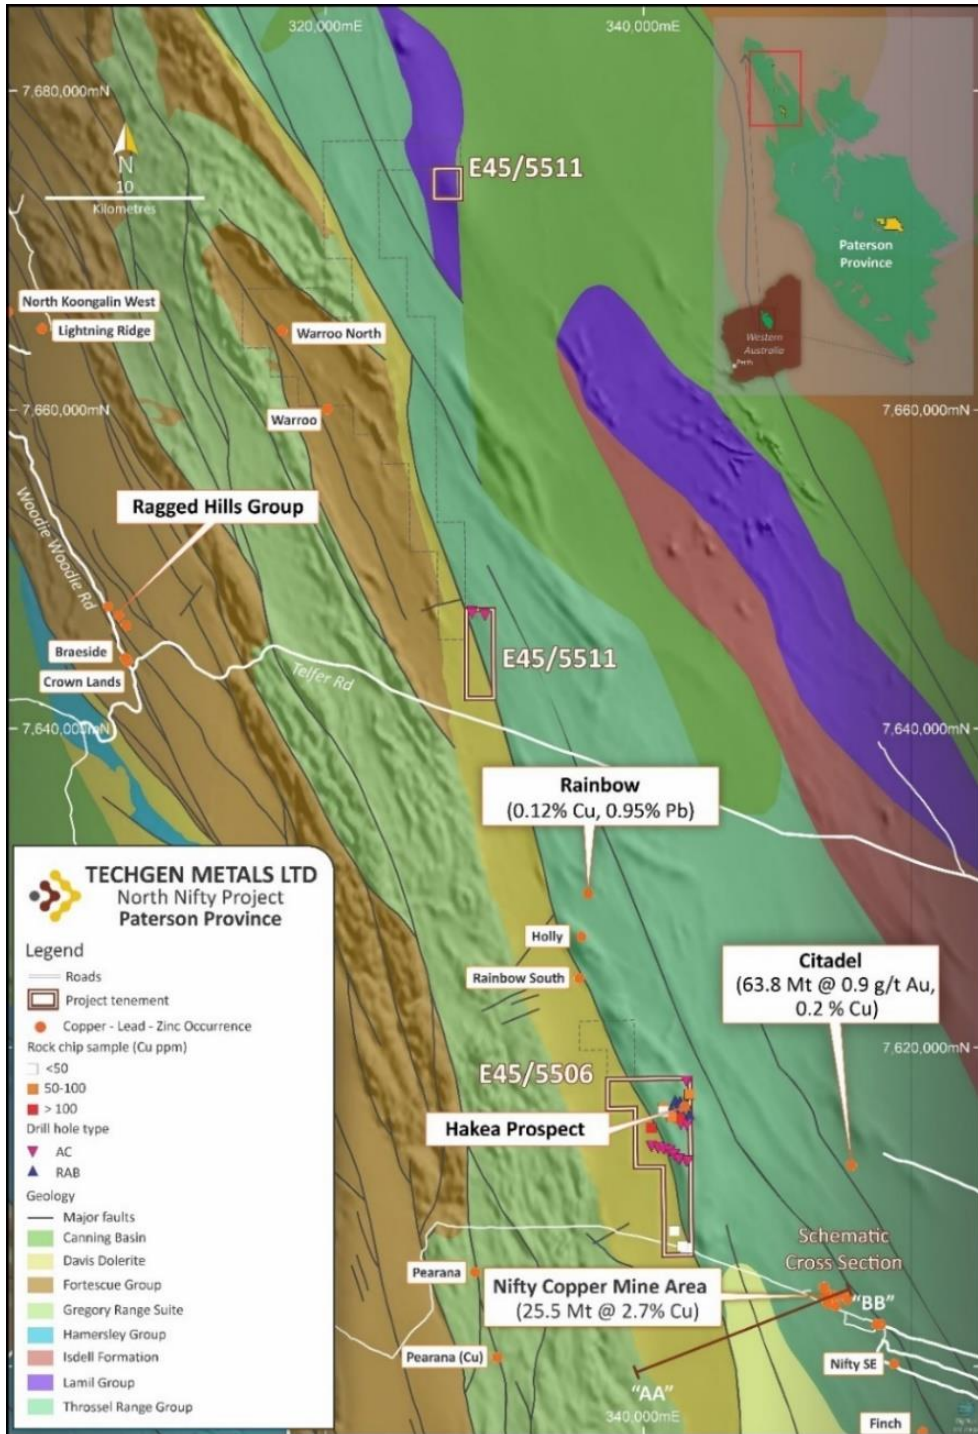 320,000mE
340,000mE
7,680,000mN
N
10
Kilometres
E45/5511
Paterson
Province
Western
Australia
Perth
North Koongalin West
Lightning Ridge
Warroo North
7,660,000mN
7,660,000mN
Warroo
Ragged Hills Group
Woodie Woodie Rd
Braeside
Crown Lands
Telfer Rd
E45/5511
7,640,000mN
7,640,000mN
Rainbow
(0.12% Cu, 0.95% Pb)
Holly
Rainbow South
Citadel
(63.8 Mt @ 0.9 g/t Au,
0.2 % Cu)
7,620,000mN
E45/5506
Hakea Prospect
Schematic
Cross Section
Pearana
Nifty Copper Mine Area
(25.5 Mt @ 2.7% Cu)
"BB"
Pearana (Cu)
Nifty SE
"AA"
340,000mE
Finch
TECHGEN METALS LTD
North Nifty Project
Paterson Province
Legend
Roads
Project tenement
Copper - Lead - Zinc Occurrence
Rock chip sample (Cu ppm)
<50
50-100
> 100
Drill hole type
AC
RAB
Geology
Major faults
Canning Basin
Davis Dolerite
Fortescue Group
Gregory Range Suite
Hamersley Group
Isdell Formation
Lamil Group
Throssel Range Group